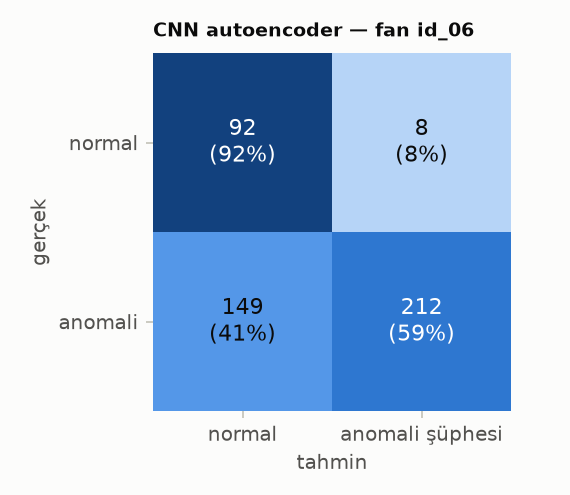 CNN autoencoder — fan id_06
gerçek
normal
92
(92%)
8
(8%)
anomali
149
(41%)
212
(59%)
normal
anomali şüphesi
tahmin